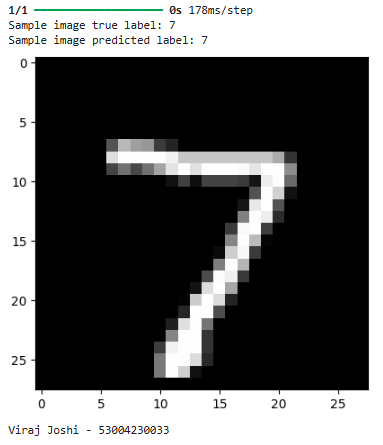 1/1 ━━━━━━━━━━━━━━━━━━━━ 0s 178ms/step
Sample image true label: 7
Sample image predicted label: 7
0
5
10
15
20
25
7
0 5 10 15 20 25
Viraj Joshi - 53004230033